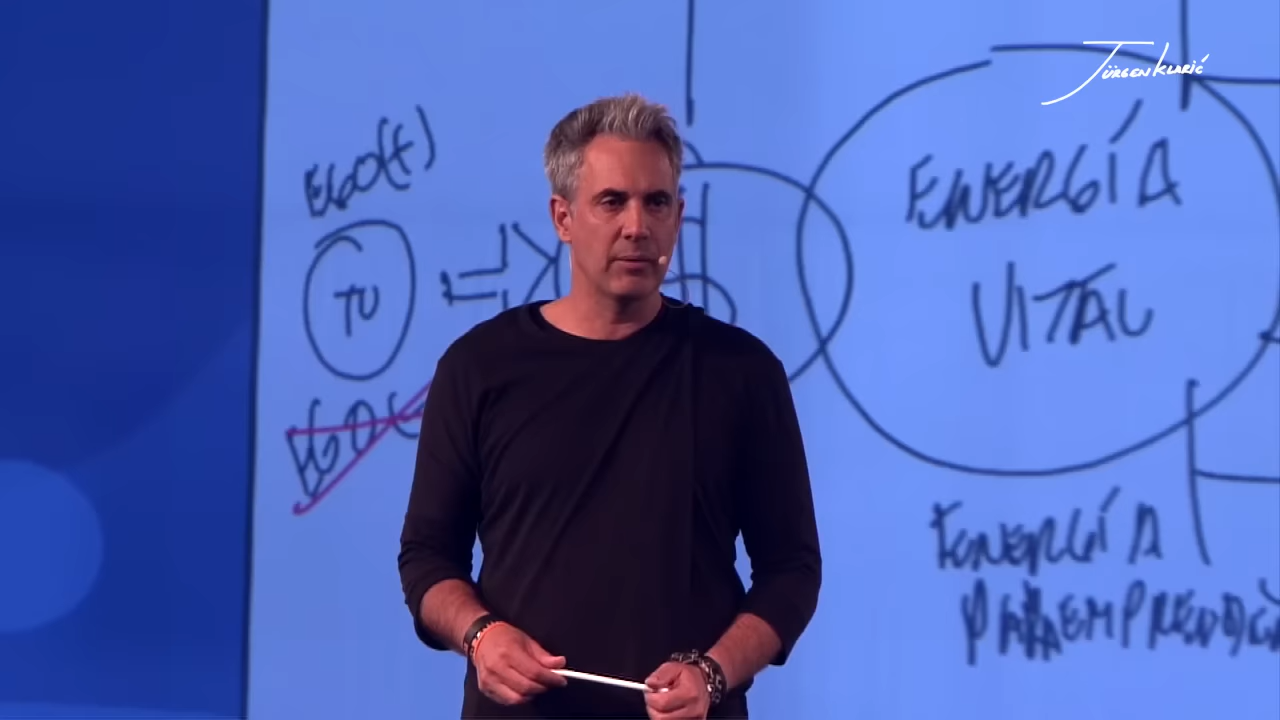 JÜRGEN KLARIĆ
EGO(t)
TU
ENERGÍA
VITAL
ENERGÍA